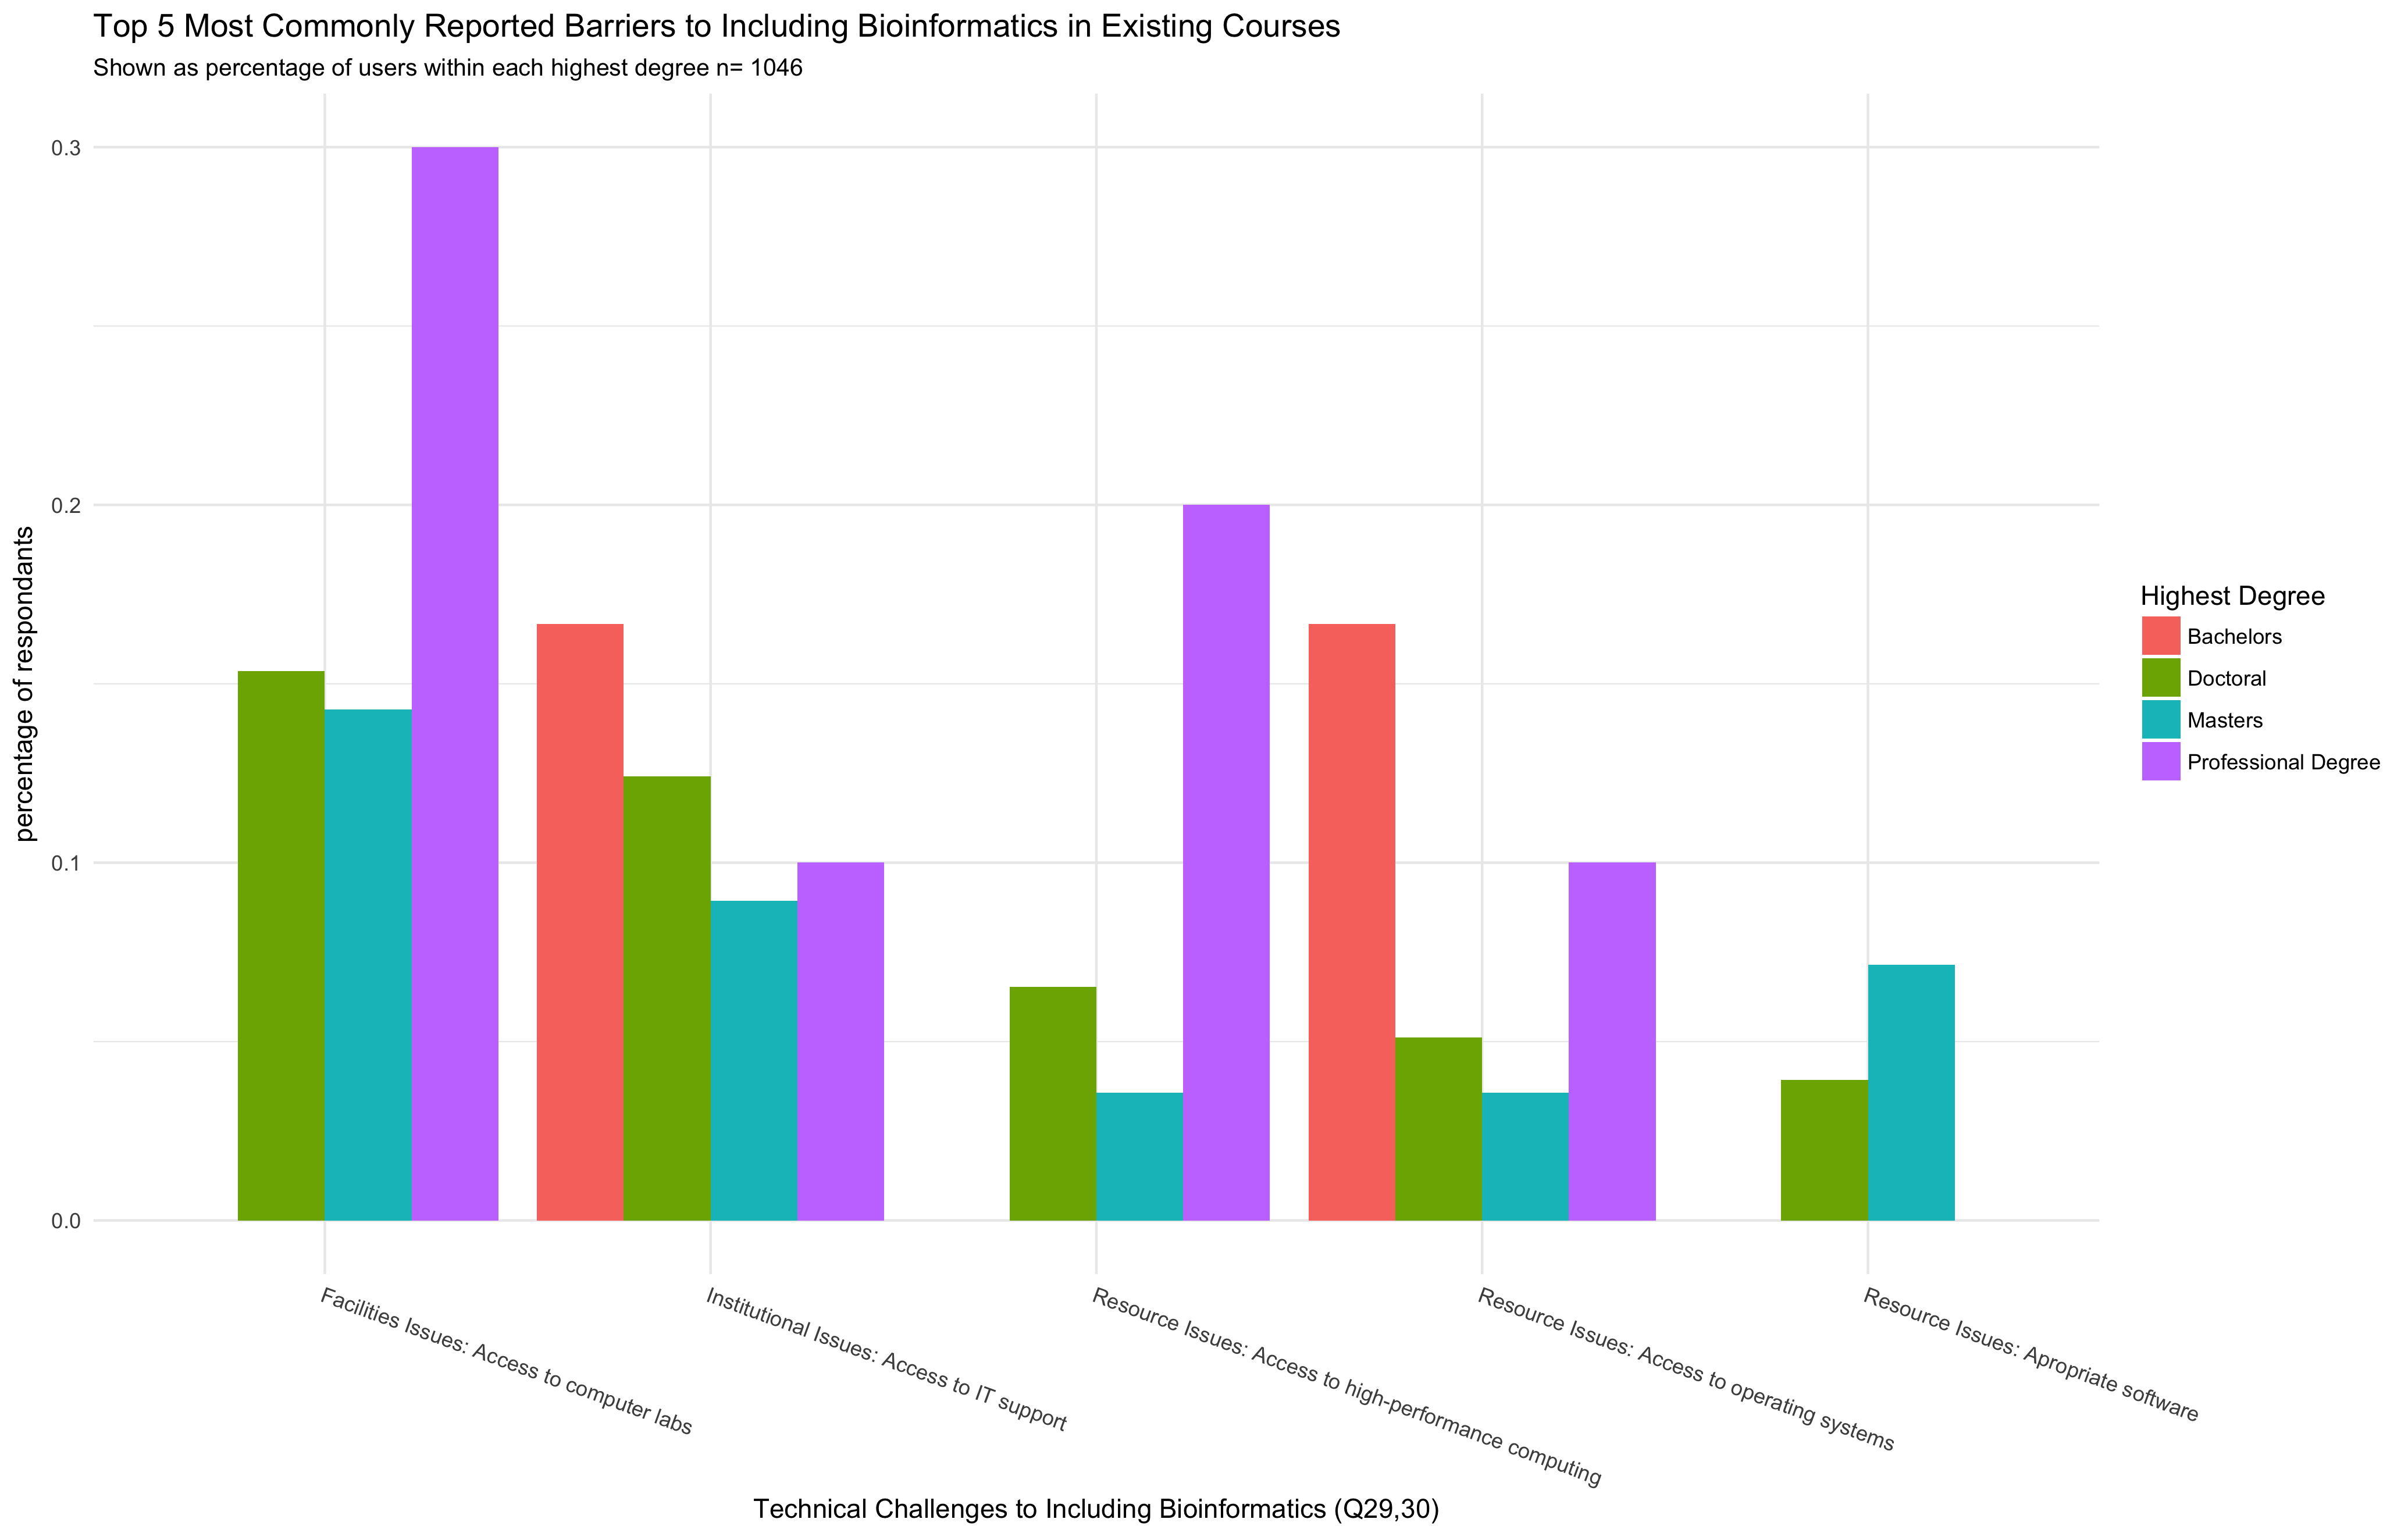 Top 5 Most Commonly Reported Barriers to Including Bioinformatics in Existing Courses
Shown as percentage of users within each highest degree n= 1046
percentage of respondants
0.3
0.2
0.1
0.0
Highest Degree
Bachelors
Doctoral
Masters
Professional Degree
Facilities Issues: Access to computer labs
Institutional Issues: Access to IT support
Resource Issues: Access to high-performance computing
Resource Issues: Access to operating systems
Resource Issues: Apropriate software
Technical Challenges to Including Bioinformatics (Q29,30)